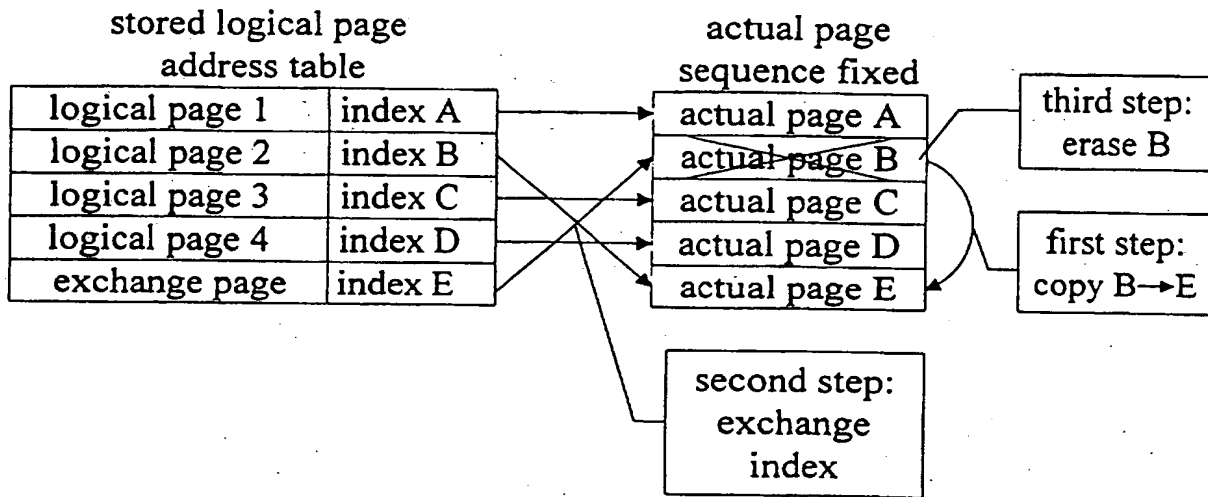 stored logical page
address table
logical page 1 index A
logical page 2 index B
logical page 3 index C
logical page 4 index D
exchange page index E
actual page
sequence fixed
actual page A
actual page B
actual page C
actual page D
actual page E
third step:
erase B
first step:
copy B→E
second step:
exchange
index